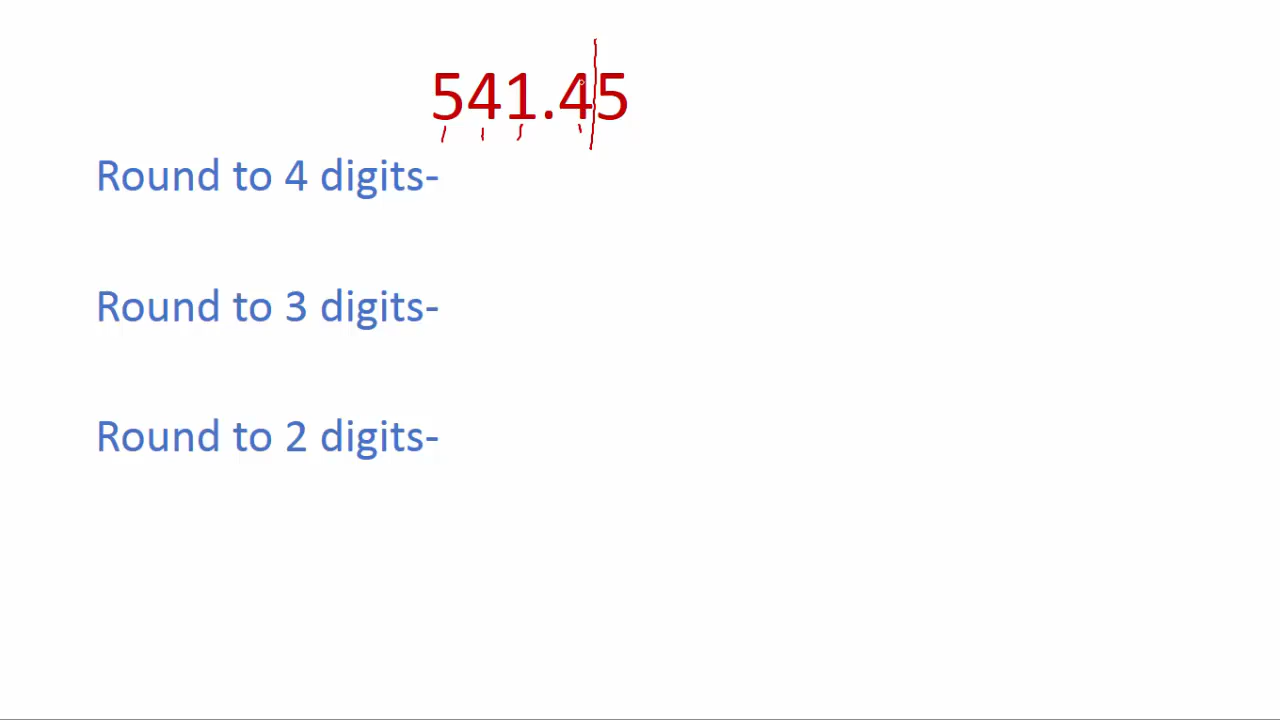 541.45
Round to 4 digits-
Round to 3 digits-
Round to 2 digits-